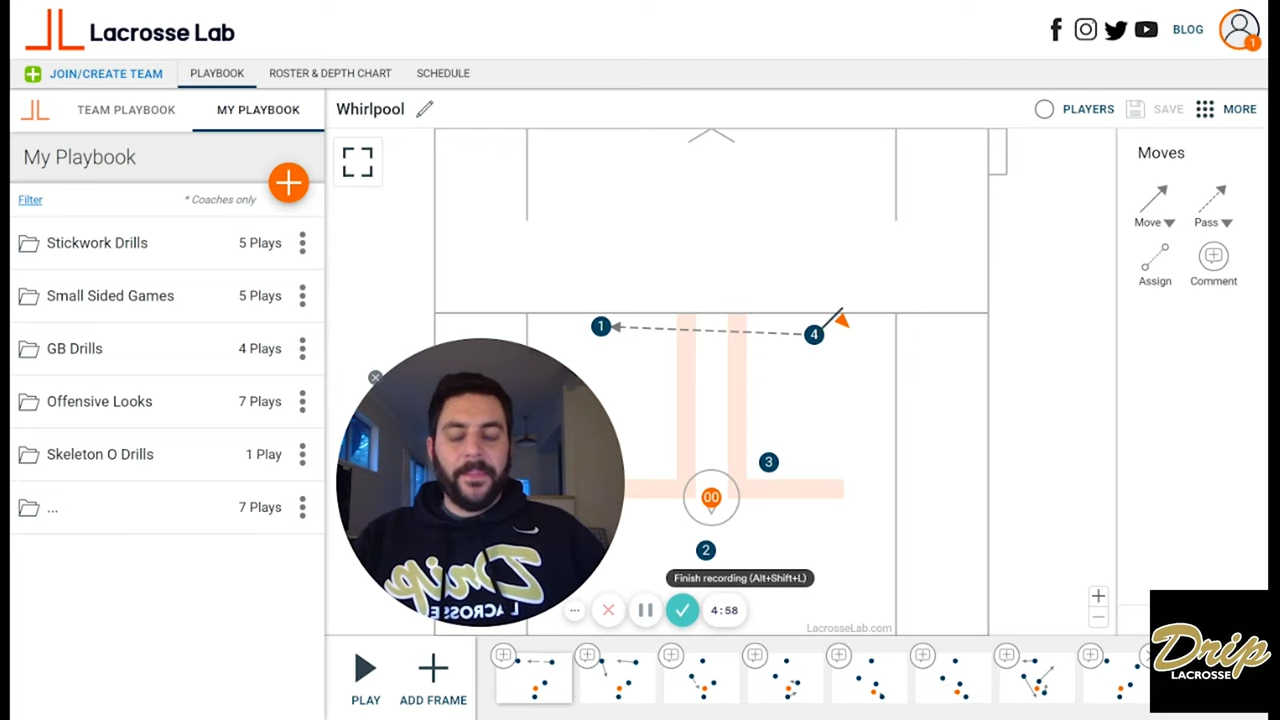 Lacrosse Lab
BLOG
1
JOIN/CREATE TEAM
PLAYBOOK
ROSTER & DEPTH CHART
SCHEDULE
TEAM PLAYBOOK
MY PLAYBOOK
Whirlpool
PLAYERS
SAVE
MORE
My Playbook
Filter
* Coaches only
Stickwork Drills 5 Plays
Small Sided Games 5 Plays
GB Drills 4 Plays
Offensive Looks 7 Plays
Skeleton O Drills 1 Play
... 7 Plays
Moves
Move
Pass
Assign
Comment
1
4
3
00
2
Drip
LACROSSE
Finish recording (Alt+Shift+L)
4:58
LacrosseLab.com
PLAY
ADD FRAME
Drip
LACROSSE